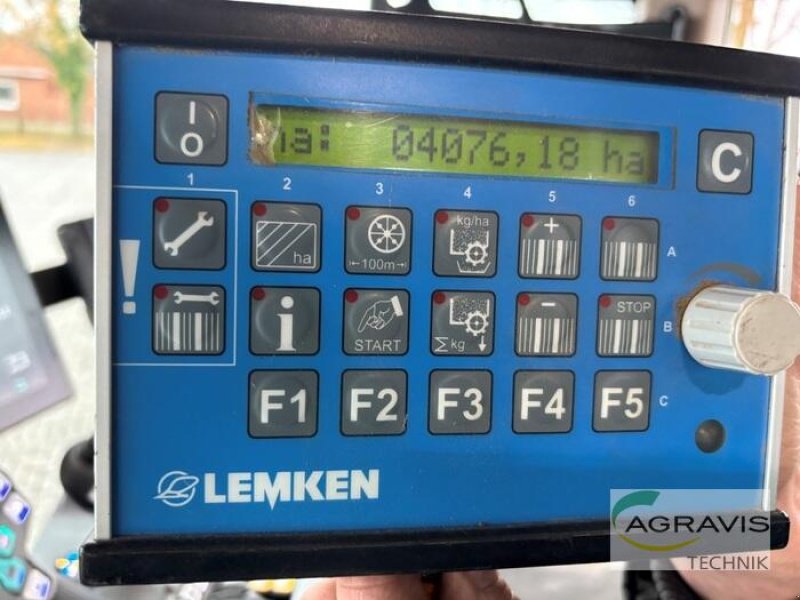 I
O
ha: 04076,18 ha
C
1 2 3 4 5 6
ha
100m
kg/ha
+
A
!
i
START
Σ kg
-
STOP
B
F1 F2 F3 F4 F5
C
LEMKEN
AGRAVIS
TECHNIK